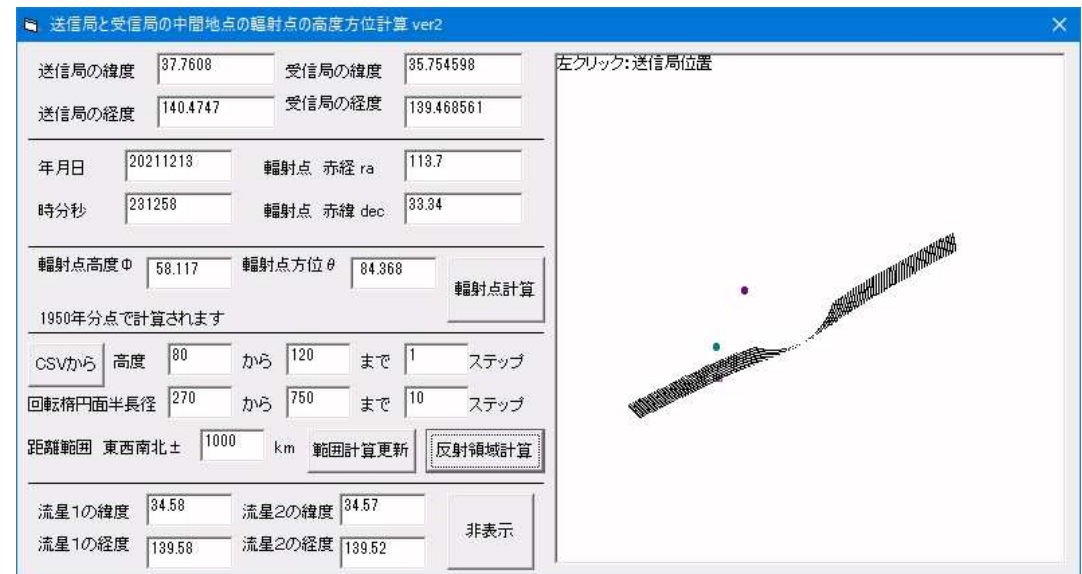 送信局と受信局の中間地点の輻射点の高度方位計算 ver2
送信局の緯度 37.7608 受信局の緯度 35.754598
送信局の経度 140.4747 受信局の経度 139.468561
年月日 20211213 輻射点 赤経 ra 113.7
時分秒 231258 輻射点 赤緯 dec 33.34
輻射点高度Φ 58.117 輻射点方位θ 84.368 輻射点計算
1950年分点で計算されます
CSVから 高度 80 から 120 まで 1 ステップ
回転楕円面半長径 270 から 750 まで 10 ステップ
距離範囲 東西南北± 1000 km 範囲計算更新 反射領域計算
流星1の緯度 34.58 流星2の緯度 34.57 非表示
流星1の経度 139.58 流星2の経度 139.52
左クリック:送信局位置